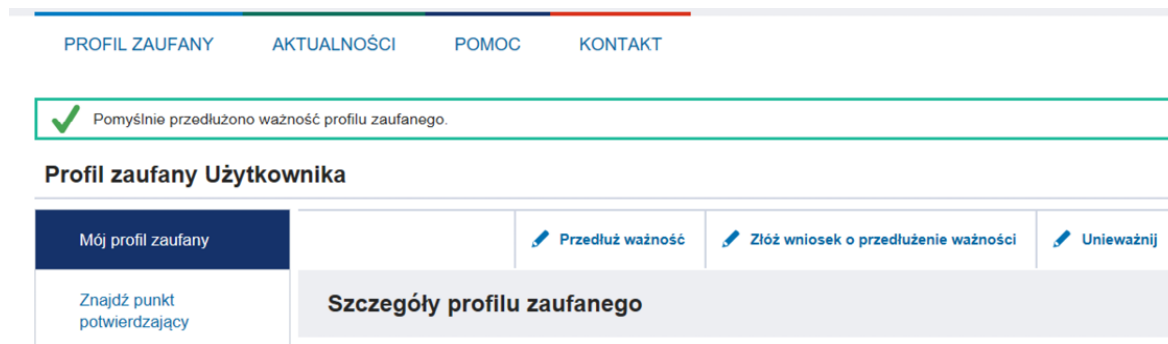 PROFIL ZAUFANY AKTUALNOŚCI POMOC KONTAKT
Pomyślnie przedłużono ważność profilu zaufanego.
Profil zaufany Użytkownika
Mój profil zaufany
Przedłuż ważność Złóż wniosek o przedłużenie ważności Unieważnij
Znajdź punkt
potwierdzający
Szczegóły profilu zaufanego